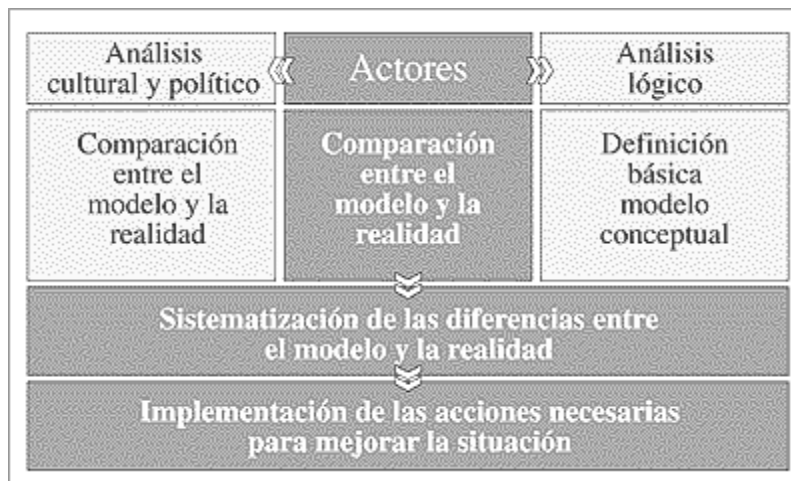 Análisis
cultural y político
Actores
Análisis
lógico
Comparación
entre el
modelo y la
realidad
Comparación
entre el
modelo y la
realidad
Definición
básica
modelo
conceptual
Sistematización de las diferencias entre
el modelo y la realidad
Implementación de las acciones necesarias
para mejorar la situación